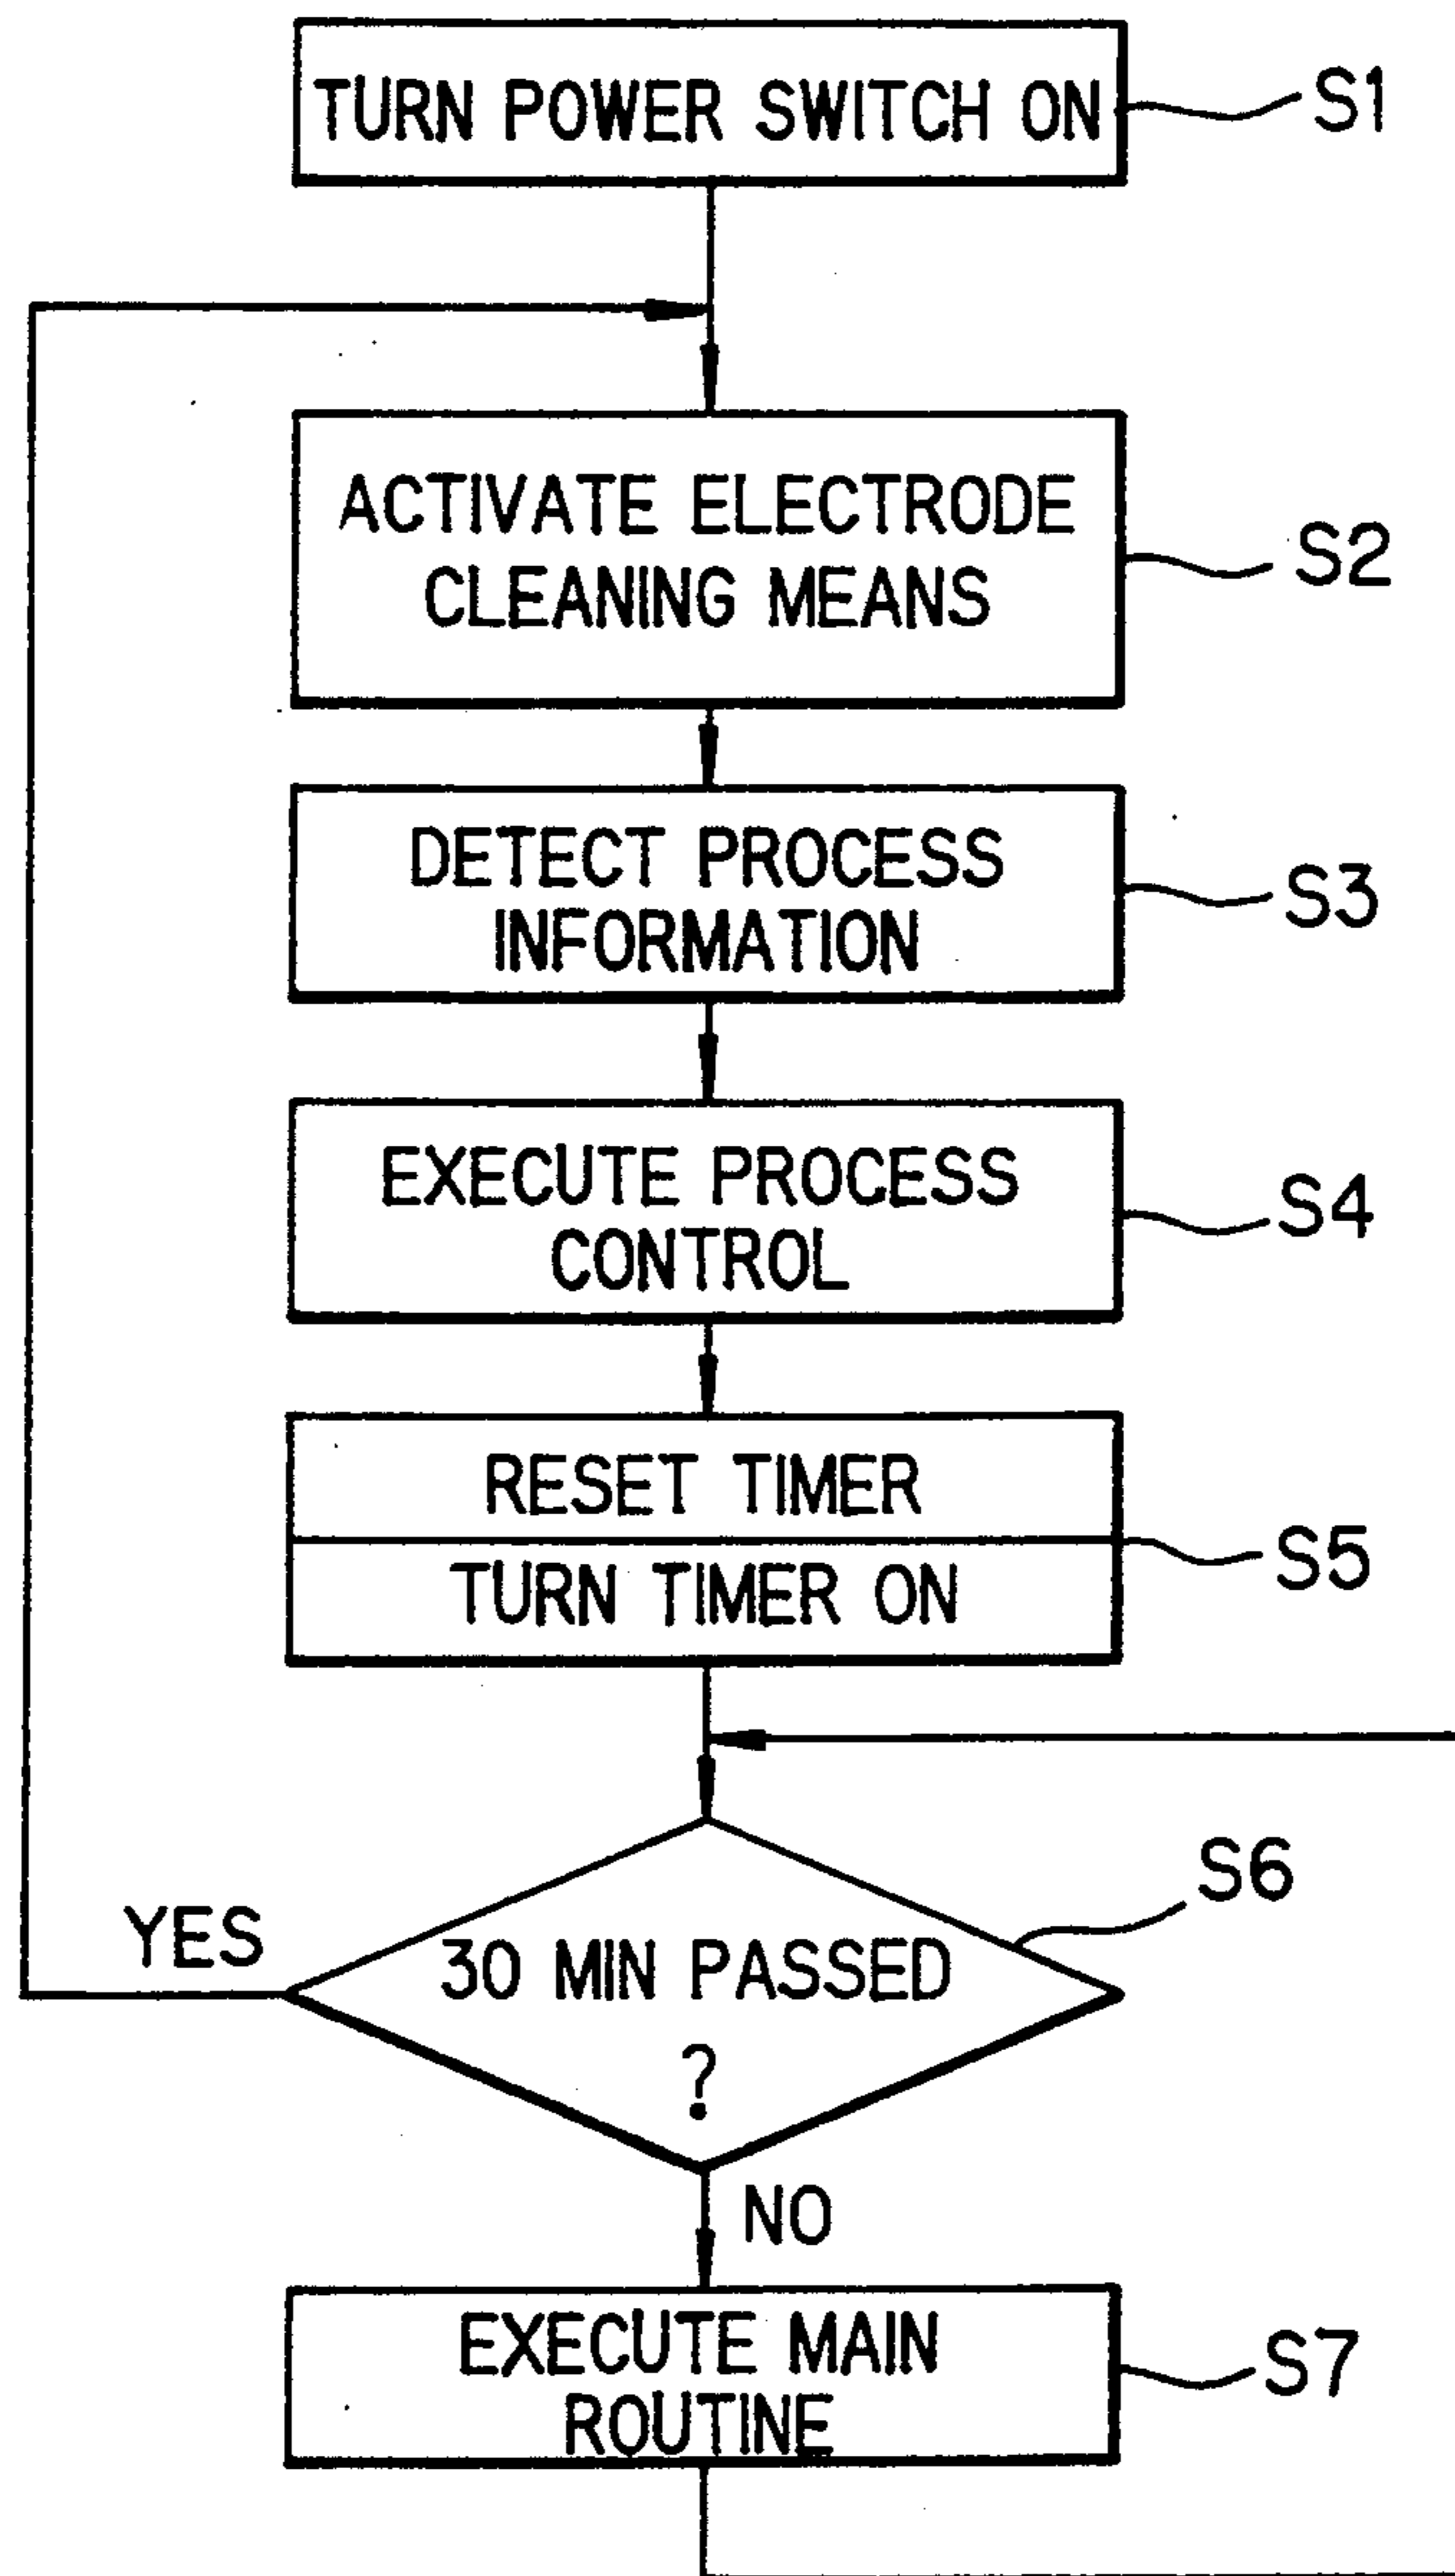 TURN POWER SWITCH ON
S1
ACTIVATE ELECTRODE
CLEANING MEANS
S2
DETECT PROCESS
INFORMATION
S3
EXECUTE PROCESS
CONTROL
S4
RESET TIMER
TURN TIMER ON
S5
S6
YES
30 MIN PASSED
?
NO
EXECUTE MAIN
ROUTINE
S7